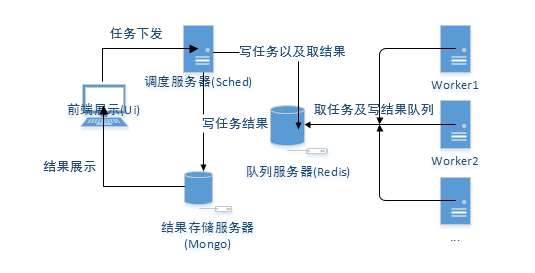 任务下发
写任务以及取结果
调度服务器(Sched)
Worker1
前端展示(Ui)
取任务及写结果队列
写任务结果
Worker2
结果展示
队列服务器(Redis)
结果存储服务器
(Mongo)
...